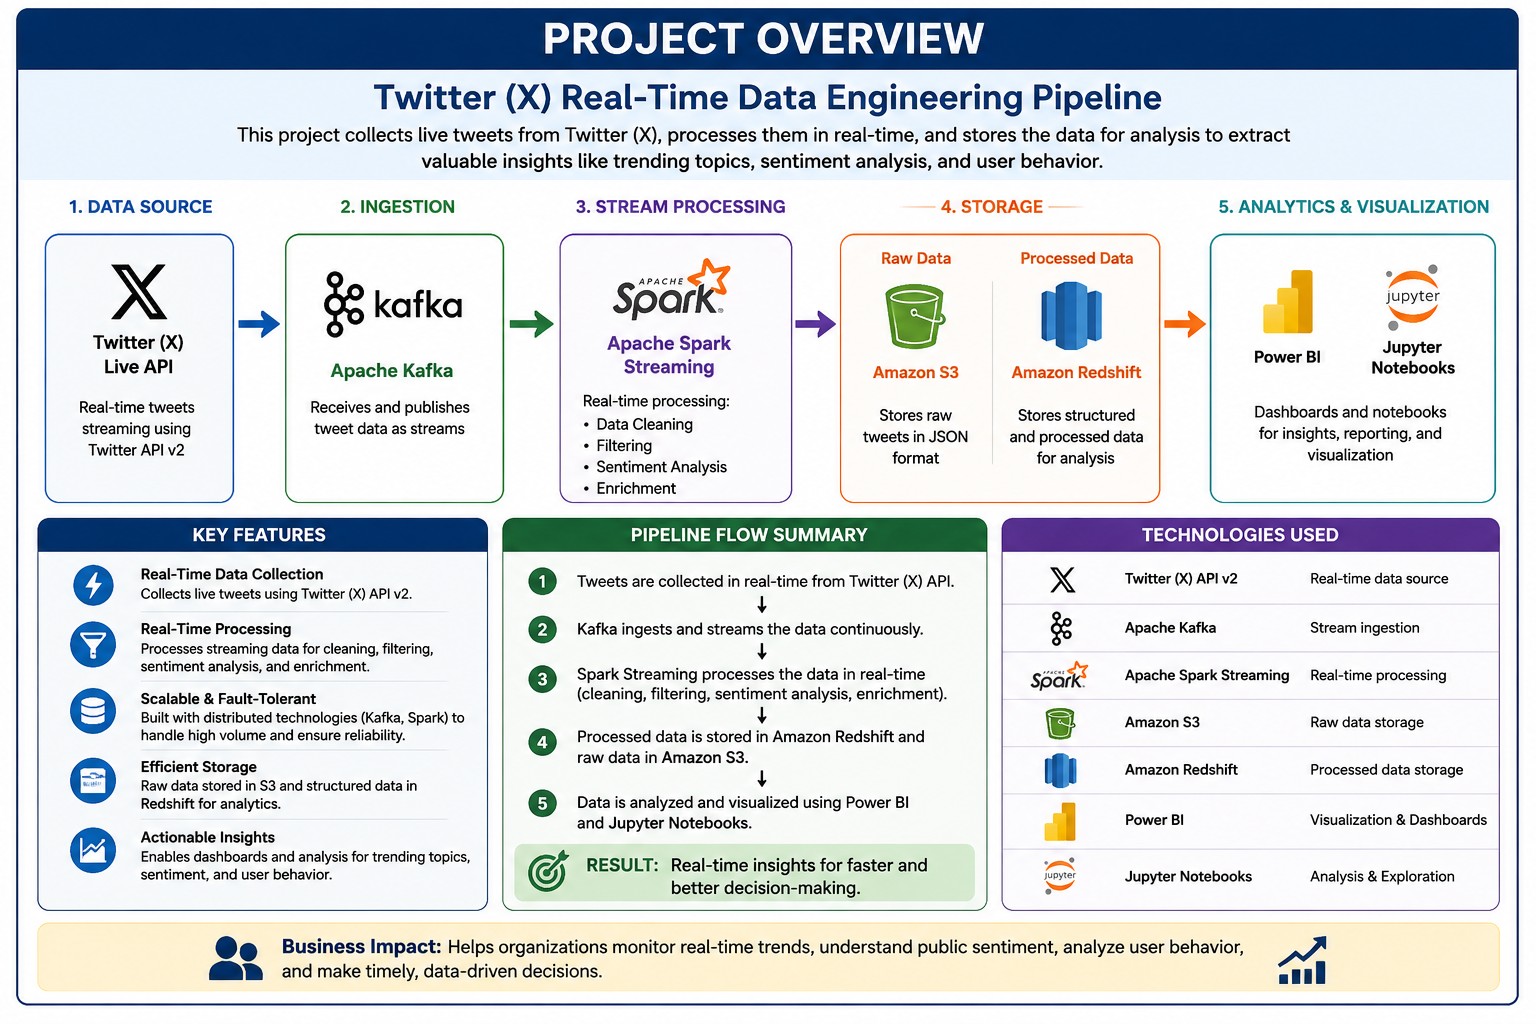 PROJECT OVERVIEW
Twitter (X) Real-Time Data Engineering Pipeline
This project collects live tweets from Twitter (X), processes them in real-time, and stores the data for analysis to extract
valuable insights like trending topics, sentiment analysis, and user behavior.
1. DATA SOURCE
Twitter (X)
Live API
Real-time tweets
streaming using
Twitter API v2
2. INGESTION
kafka
Apache Kafka
Receives and publishes
tweet data as streams
3. STREAM PROCESSING
APACHE
Spark
Apache Spark
Streaming
Real-time processing:
• Data Cleaning
• Filtering
• Sentiment Analysis
• Enrichment
4. STORAGE
Raw Data
Amazon S3
Stores raw
tweets in JSON
format
Processed Data
Amazon Redshift
Stores structured
and processed data
for analysis
5. ANALYTICS & VISUALIZATION
Power BI
jupyter
Jupyter
Notebooks
Dashboards and notebooks
for insights, reporting, and
visualization
KEY FEATURES
Real-Time Data Collection
Collects live tweets using Twitter (X) API v2.
Real-Time Processing
Processes streaming data for cleaning, filtering,
sentiment analysis, and enrichment.
Scalable & Fault-Tolerant
Built with distributed technologies (Kafka, Spark) to
handle high volume and ensure reliability.
Efficient Storage
Raw data stored in S3 and structured data in
Redshift for analytics.
Actionable Insights
Enables dashboards and analysis for trending topics,
sentiment, and user behavior.
PIPELINE FLOW SUMMARY
1 Tweets are collected in real-time from Twitter (X) API.
2 Kafka ingests and streams the data continuously.
3 Spark Streaming processes the data in real-time
(cleaning, filtering, sentiment analysis, enrichment).
4 Processed data is stored in Amazon Redshift and
raw data in Amazon S3.
5 Data is analyzed and visualized using Power BI
and Jupyter Notebooks.
RESULT: Real-time insights for faster and
better decision-making.
TECHNOLOGIES USED
Twitter (X) API v2 Real-time data source
Apache Kafka Stream ingestion
APACHE
Spark Apache Spark Streaming Real-time processing
Amazon S3 Raw data storage
Amazon Redshift Processed data storage
Power BI Visualization & Dashboards
jupyter Jupyter Notebooks Analysis & Exploration
Business Impact: Helps organizations monitor real-time trends, understand public sentiment, analyze user behavior,
and make timely, data-driven decisions.